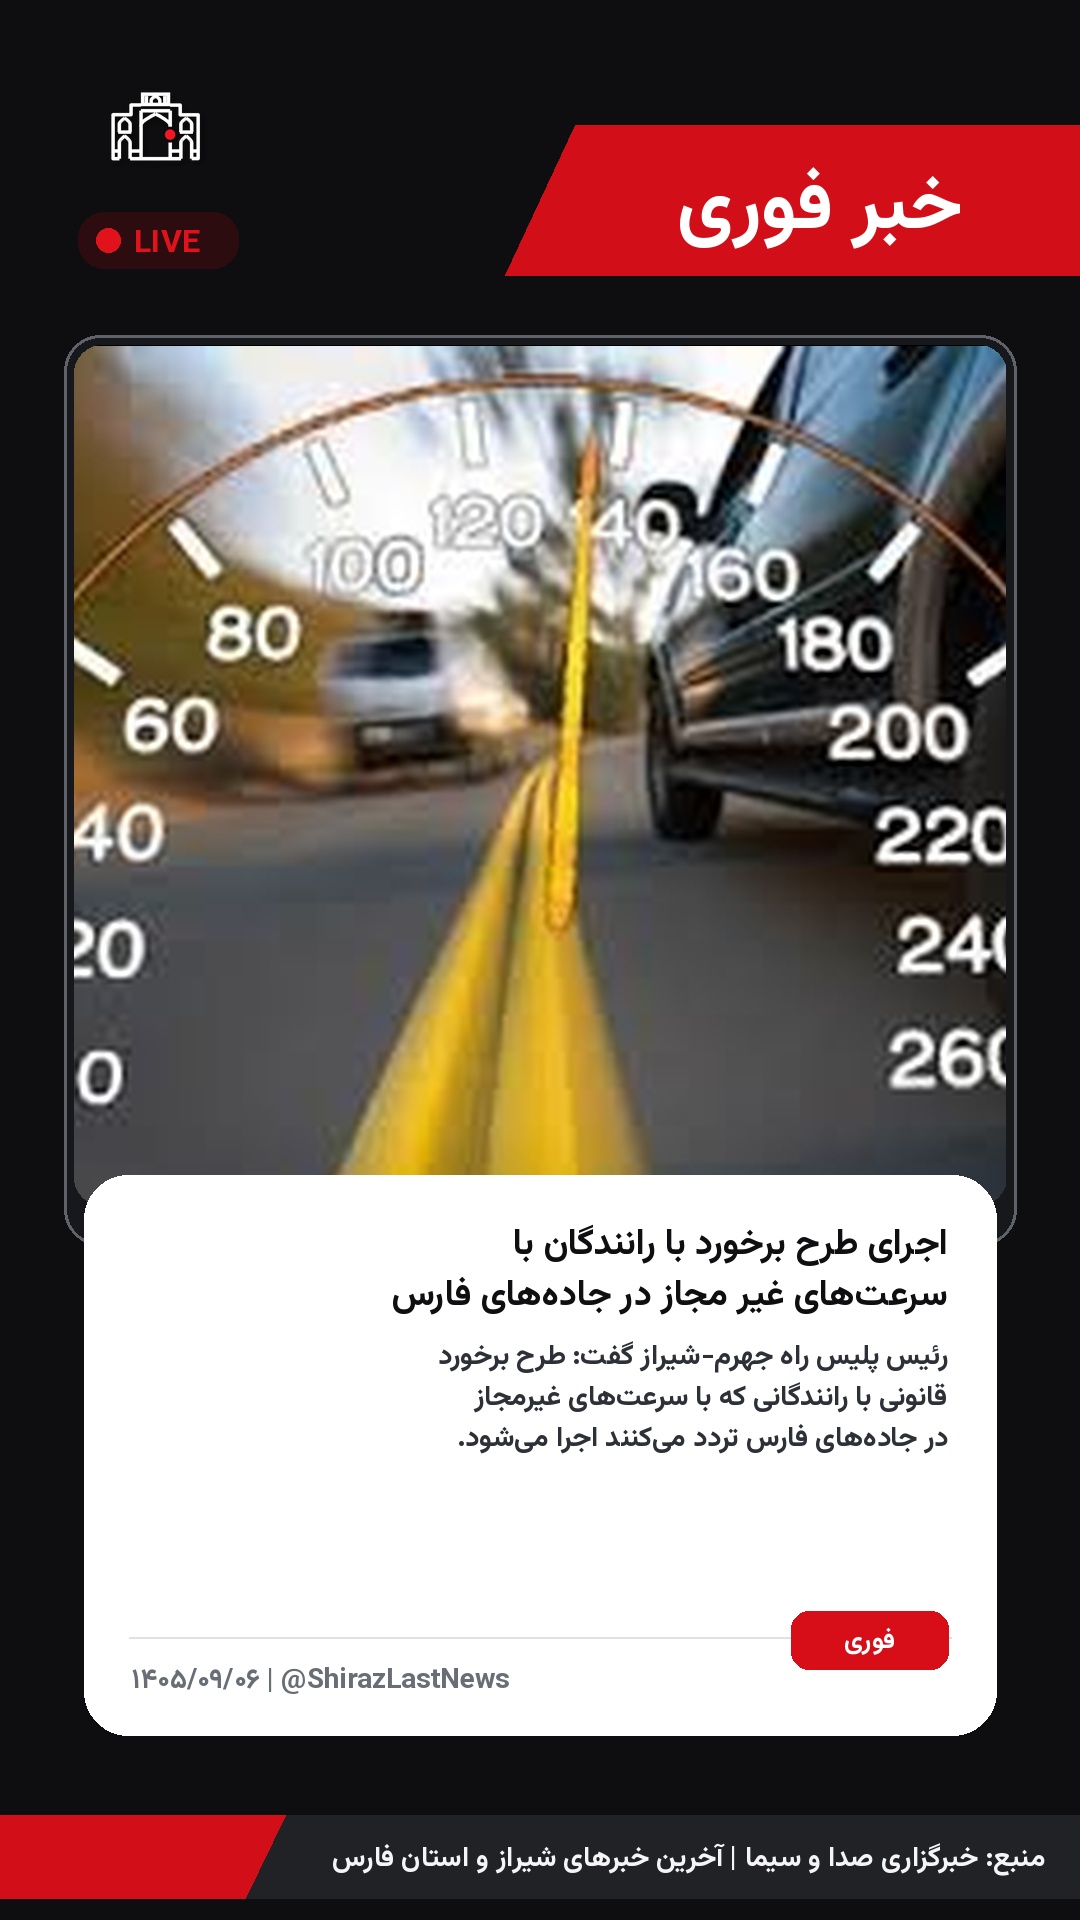 LIVE
خبر فوری
120
140
100
160
80
180
60
200
40
220
20
240
0
260
اجرای طرح برخورد با رانندگان با
سرعت‌های غیر مجاز در جاده‌های فارس
رئیس پلیس راه جهرم-شیراز گفت: طرح برخورد
قانونی با رانندگانی که با سرعت‌های غیرمجاز
در جاده‌های فارس تردد می‌کنند اجرا می‌شود.
فوری
۱۴۰۵/۰۹/۰۶ | @ShirazLastNews
منبع: خبرگزاری صدا و سیما | آخرین خبرهای شیراز و استان فارس